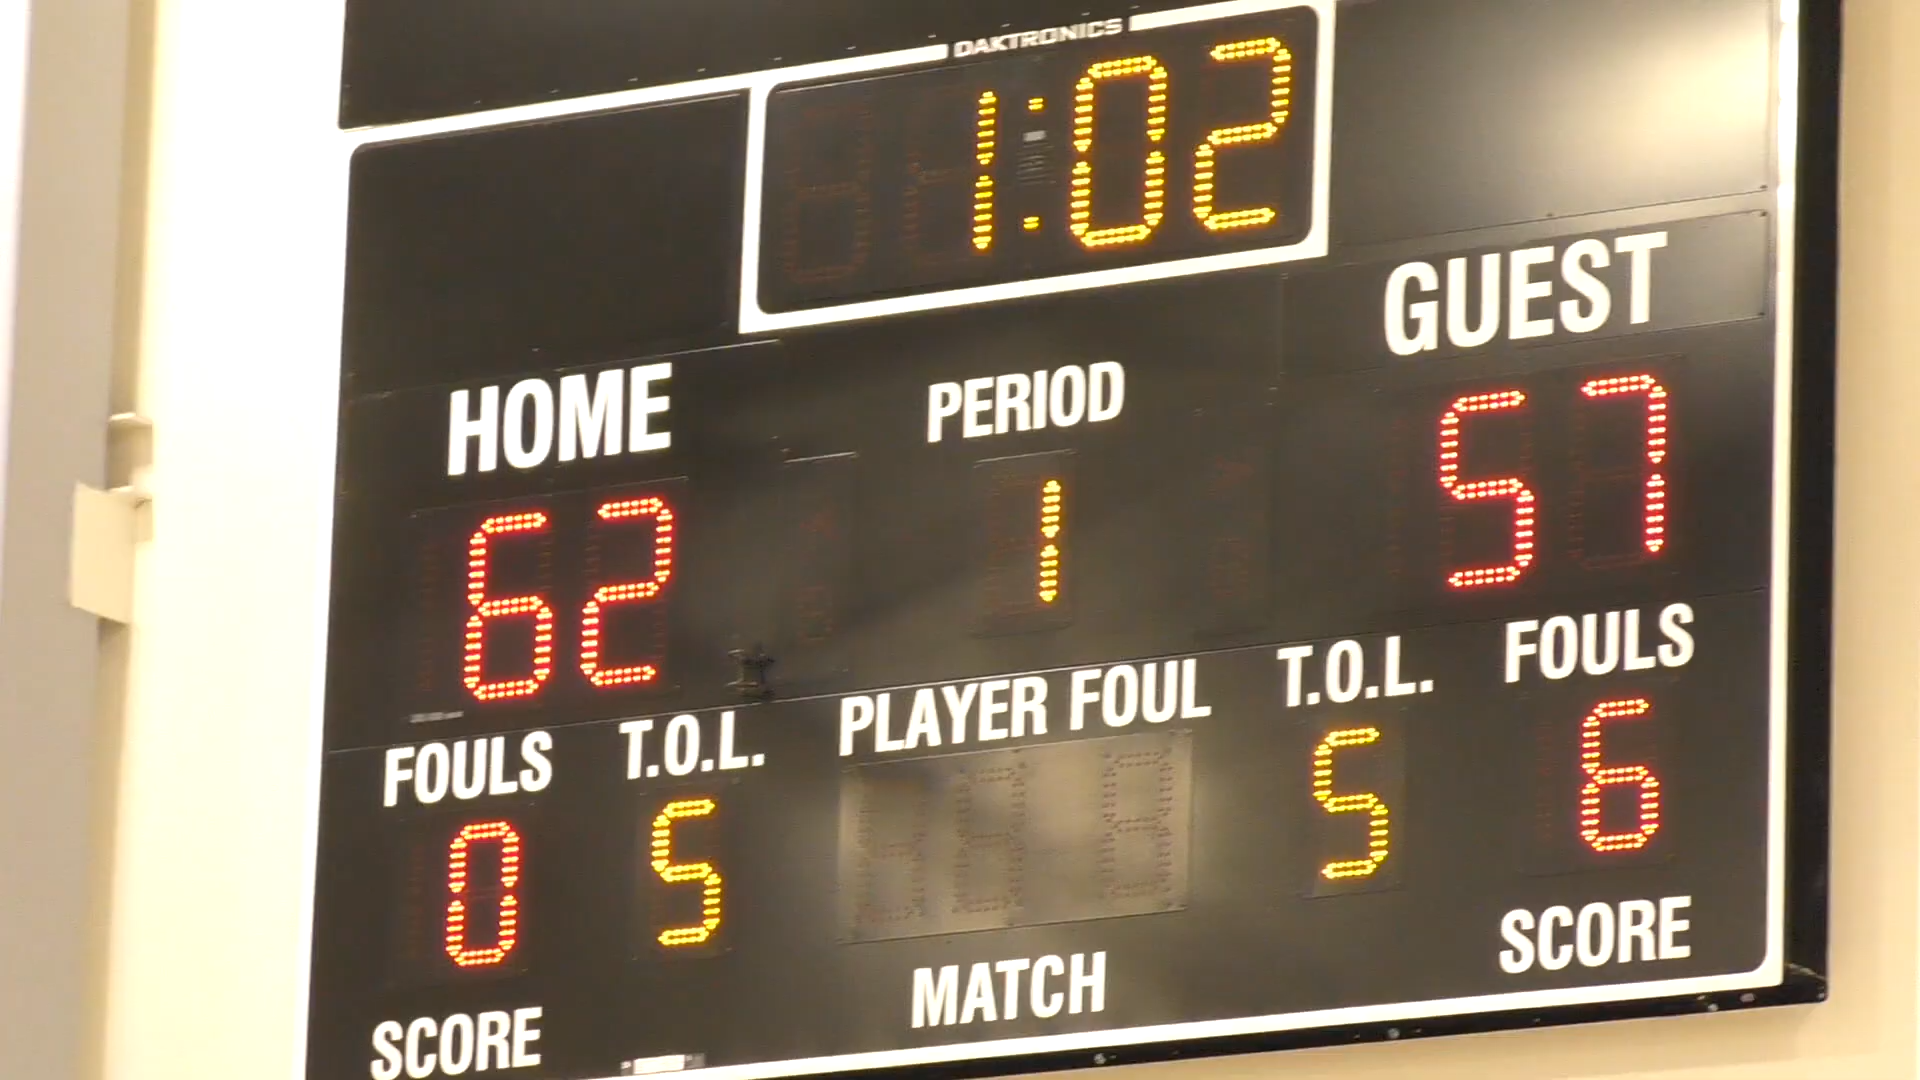 DAKTRONICS
1:02
HOME PERIOD GUEST
62 1 57
FOULS T.O.L. PLAYER FOUL T.O.L. FOULS
0 5 5 6
SCORE MATCH SCORE